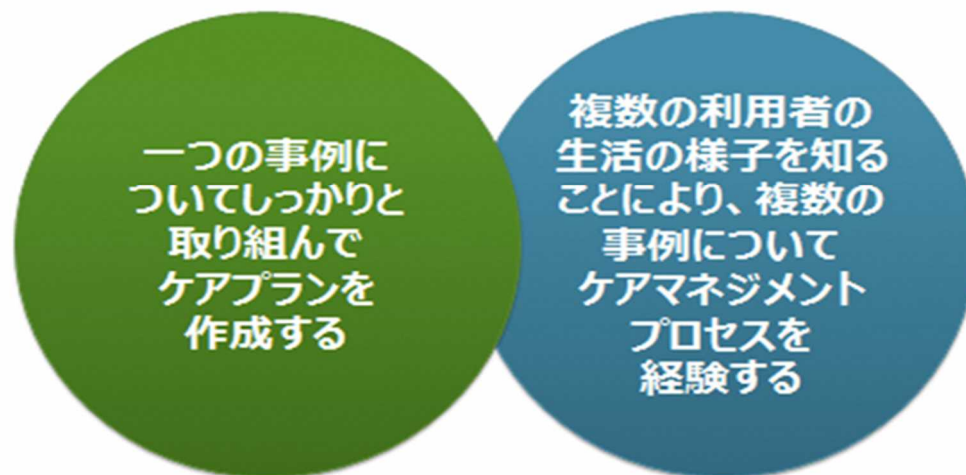 一つの事例に
ついてしっかりと
取り組んで
ケアプランを
作成する
複数の利用者の
生活の様子を知る
ことにより、複数の
事例について
ケアマネジメント
プロセスを
経験する